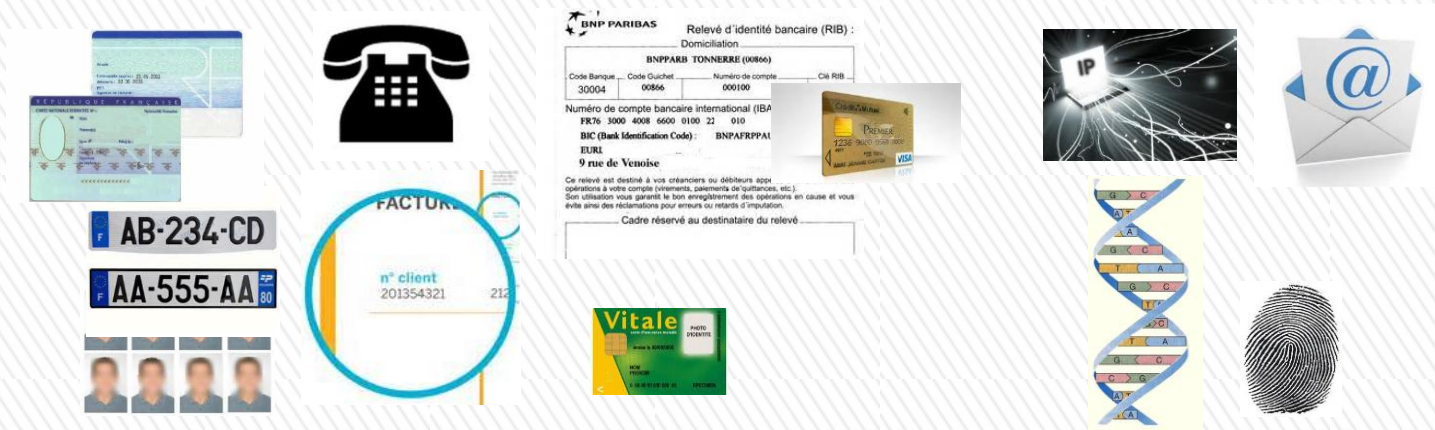 RÉPUBLIQUE FRANÇAISE
AB-234-CD
F
AA-555-AA
F
80
FACTURE
n° client
201354321
212
BNP PARIBAS
Relevé d'identité bancaire (RIB) :
Domiciliation
BNPPARB TONNERRE (00866)
Code Banque Code Guichet Numéro de compte Clé RIB
30004 00866 000100
Numéro de compte bancaire international (IBA
FR76 3000 4008 6600 0100 22 010
BIC (Bank Identification Code) : BNPAFRPPAU
EURL
9 rue de Venoise
Ce relevé est destiné à vos créanciers ou débiteurs appe
opérations à votre compte (virements, paiements de quittances, etc.)
Son utilisation vous garantit le bon enregistrement des opérations en cause et vous
évite ainsi des réclamations pour erreurs ou retards d'imputation.
Cadre réservé au destinataire du relevé
PREMIER
VISA
Vitale
PHOTO
D'IDENTITÉ
NOM
PRENOM
SPECIMEN
IP
@
G C
A T
A
G C
T A
G C
T
C
T A
G C
C G
A T
A